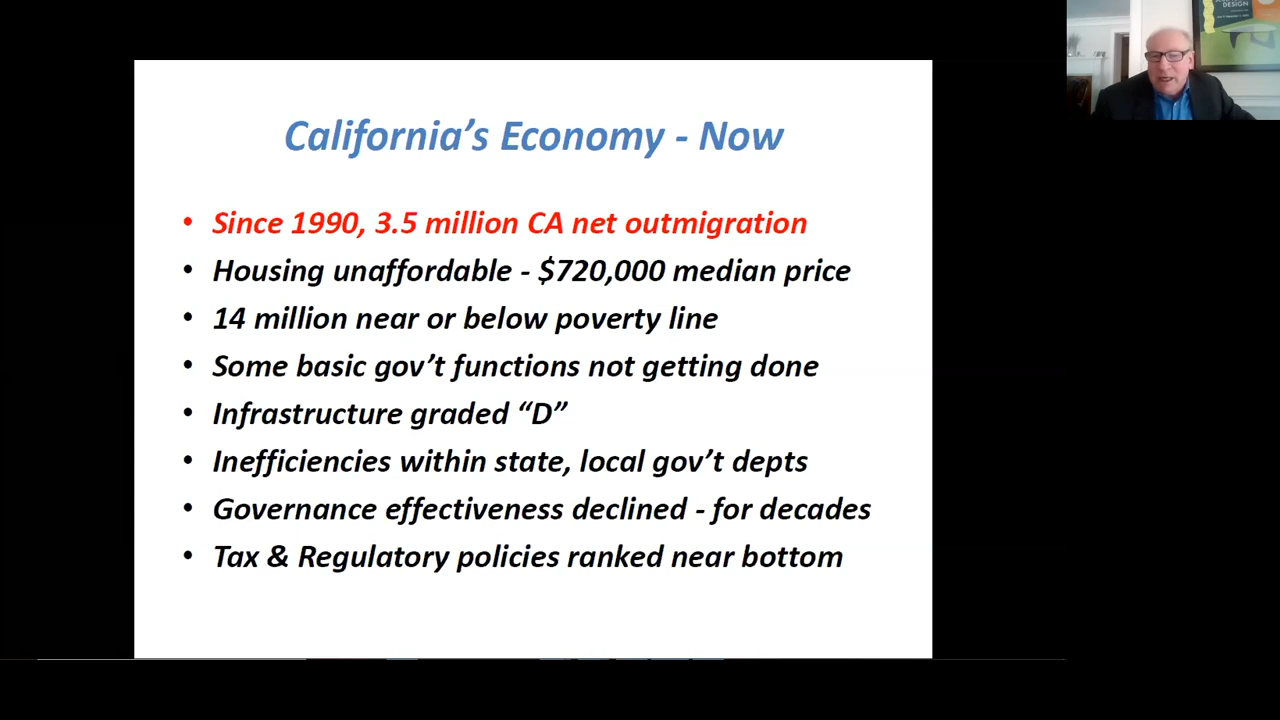 DESIGN
California's Economy - Now
• Since 1990, 3.5 million CA net outmigration
• Housing unaffordable - $720,000 median price
• 14 million near or below poverty line
• Some basic gov't functions not getting done
• Infrastructure graded “D”
• Inefficiencies within state, local gov't depts
• Governance effectiveness declined - for decades
• Tax & Regulatory policies ranked near bottom